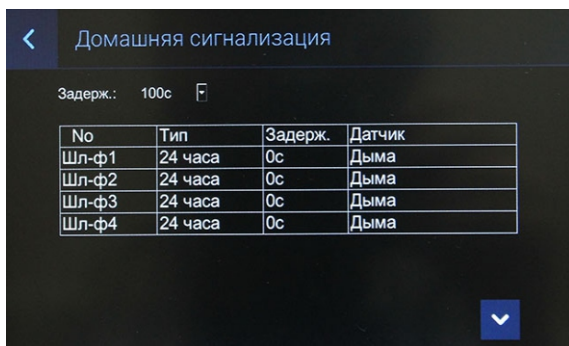 Домашняя сигнализация
Задерж.: 100с
No Тип Задерж. Датчик
Шл-ф1 24 часа 0с Дыма
Шл-ф2 24 часа 0с Дыма
Шл-ф3 24 часа 0с Дыма
Шл-ф4 24 часа 0с Дыма